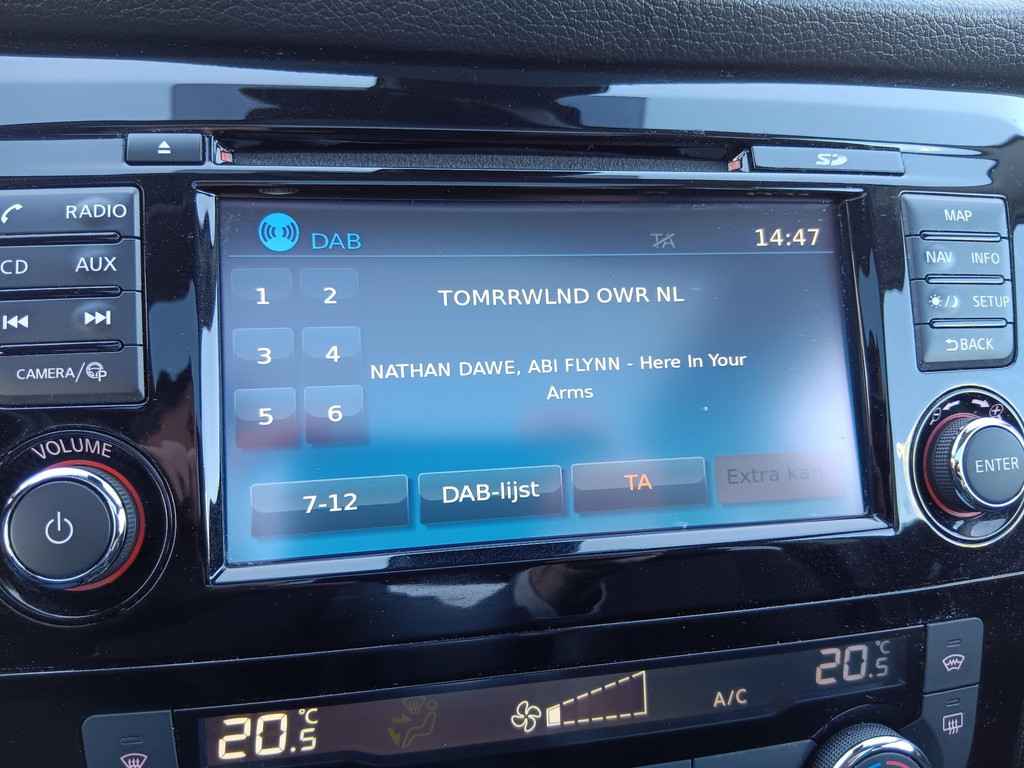 RADIO
CD AUX
CAMERA/
VOLUME
SD
DAB TA 14:47
1 2
TOMRRWLND OWR NL
3 4
NATHAN DAWE, ABI FLYNN - Here In Your
Arms
5 6
7-12 DAB-lijst TA Extra
MAP
NAV INFO
SETUP
BACK
ENTER
20.5 °C
A/C
20.5 °C